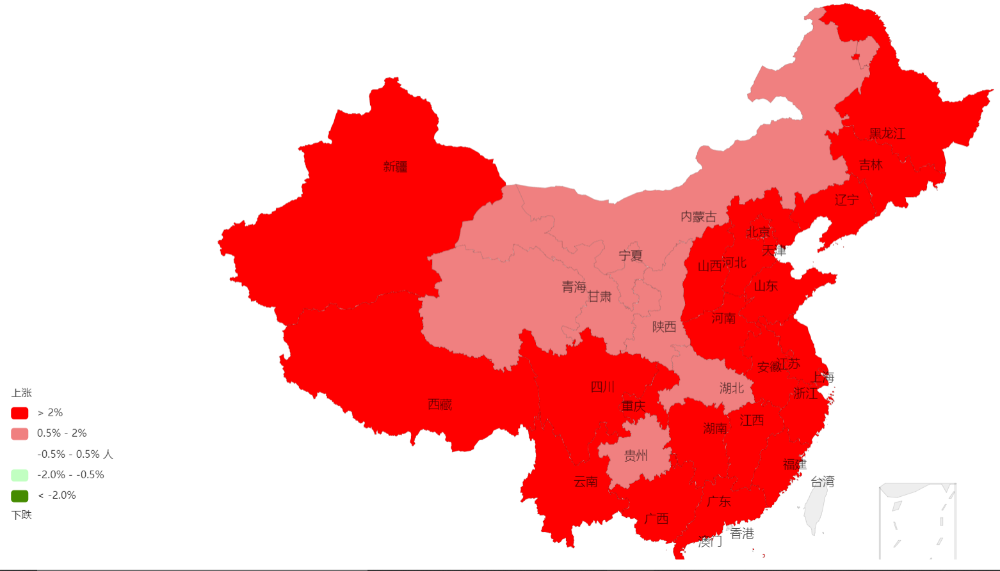 黑龙江
新疆
吉林
辽宁
内蒙古
北京
天津
宁夏
山西
河北
青海
甘肃
山东
河南
陕西
安徽
江苏
上海
四川
湖北
浙江
西藏
重庆
湖南
江西
贵州
福建
云南
台湾
广东
广西
香港
澳门
上涨
> 2%
0.5% - 2%
-0.5% - 0.5% 人
-2.0% - -0.5%
< -2.0%
下跌